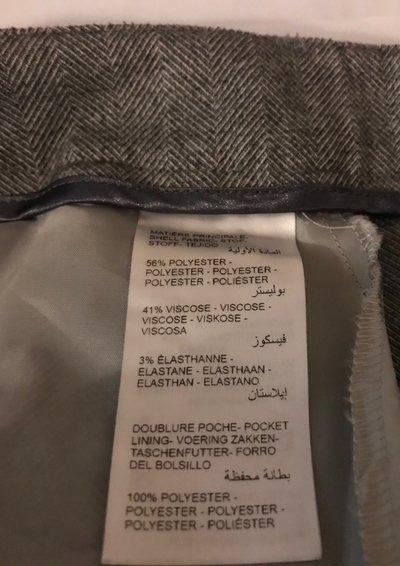 MATIÈRE PRINCIPALE-
SHELL FABRIC- STOF-
STOFF- TEJIDO
المادة الأولية
56% POLYESTER -
POLYESTER - POLYESTER -
POLYESTER - POLIÉSTER
بوليستر
41% VISCOSE - VISCOSE -
VISCOSE - VISKOSE -
VISCOSA
فيسكوز
3% ÉLASTHANNE -
ELASTANE - ELASTHAAN -
ELASTHAN - ELASTANO
إيلاستان
DOUBLURE POCHE- POCKET
LINING- VOERING ZAKKEN-
TASCHENFUTTER- FORRO
DEL BOLSILLO
بطانة محفظة
100% POLYESTER -
POLYESTER - POLYESTER -
POLYESTER - POLIÉSTER